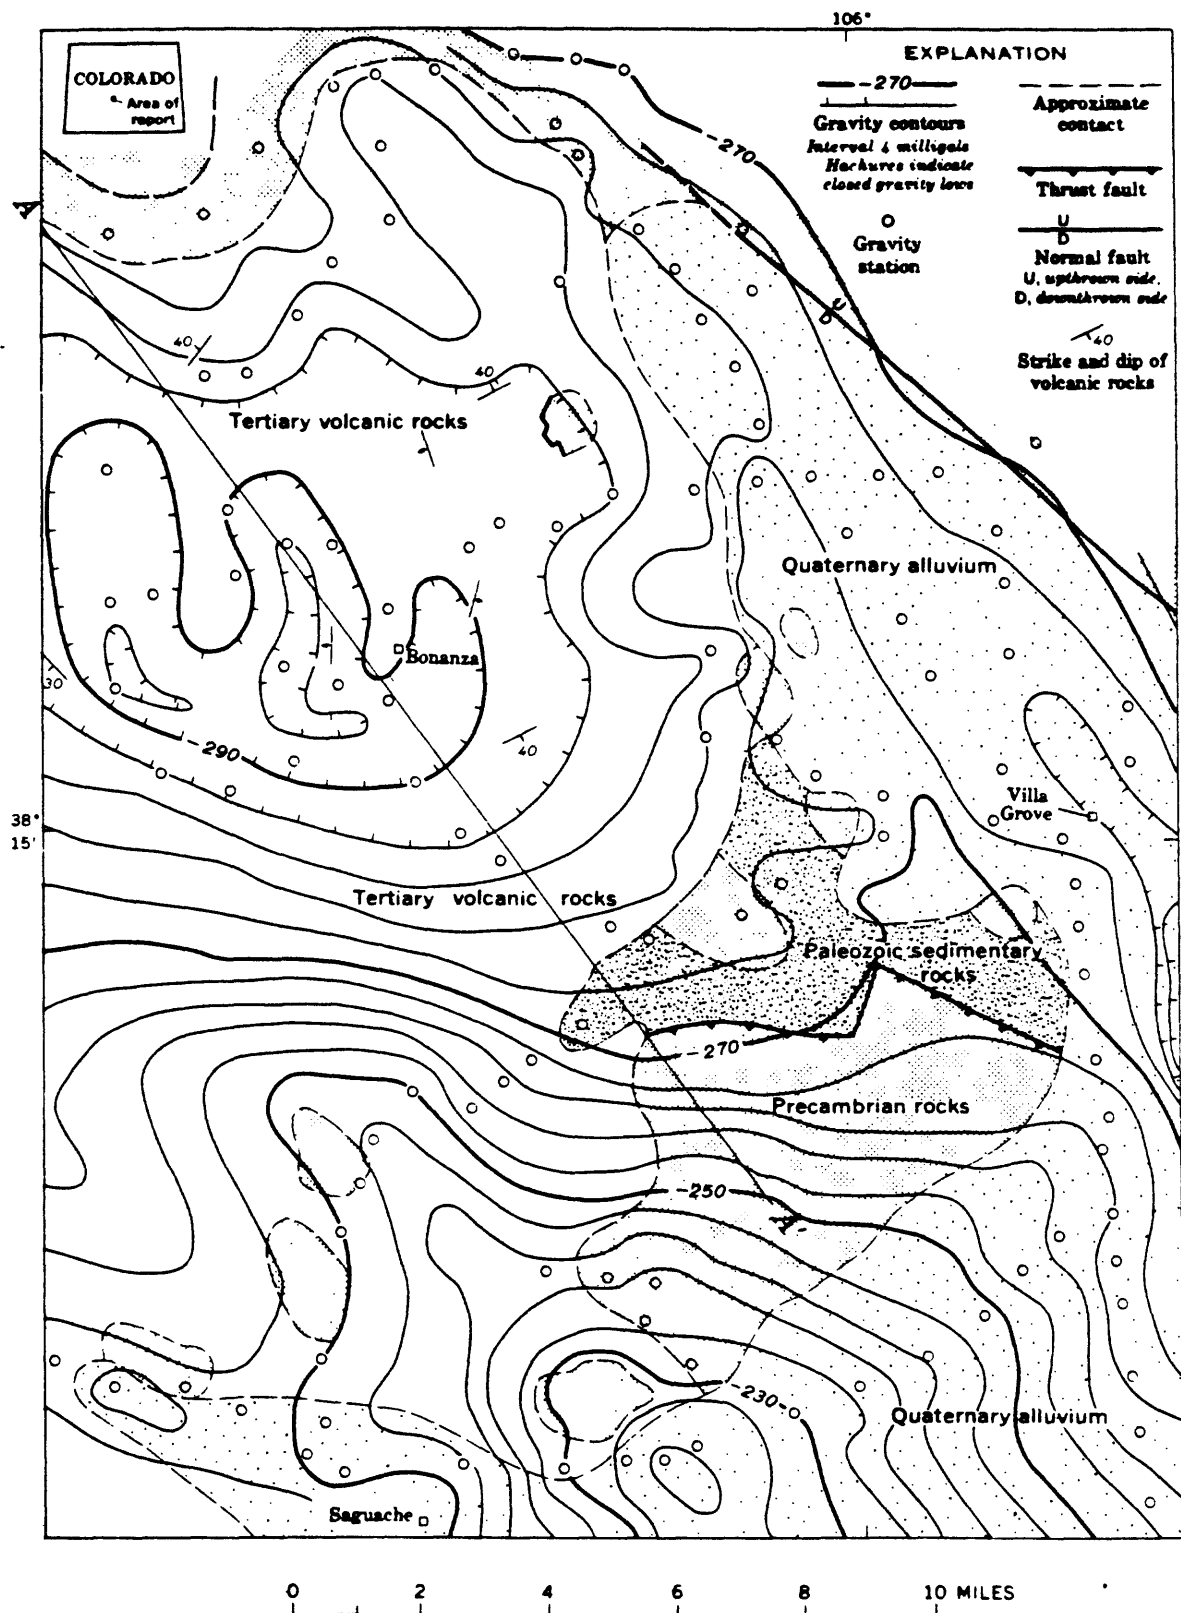 106°
COLORADO
Area of
report
EXPLANATION
-270
Gravity contours
Interval 4 milligals
Hachures indicate
closed gravity lows
Gravity
station
Approximate
contact
Thrust fault
U
D
Normal fault
U, upthrown side.
D, downthrown side
40
Strike and dip of
volcanic rocks
-270
A
U
D
40
40
Tertiary volcanic rocks
Quaternary alluvium
Bonanza
30
40
-290
Villa
Grove
38°
15'
Tertiary volcanic rocks
Paleozoic sedimentary
rocks
-270
Precambrian rocks
-250
A'
-230
Quaternary alluvium
Saguache
0 2 4 6 8 10 MILES